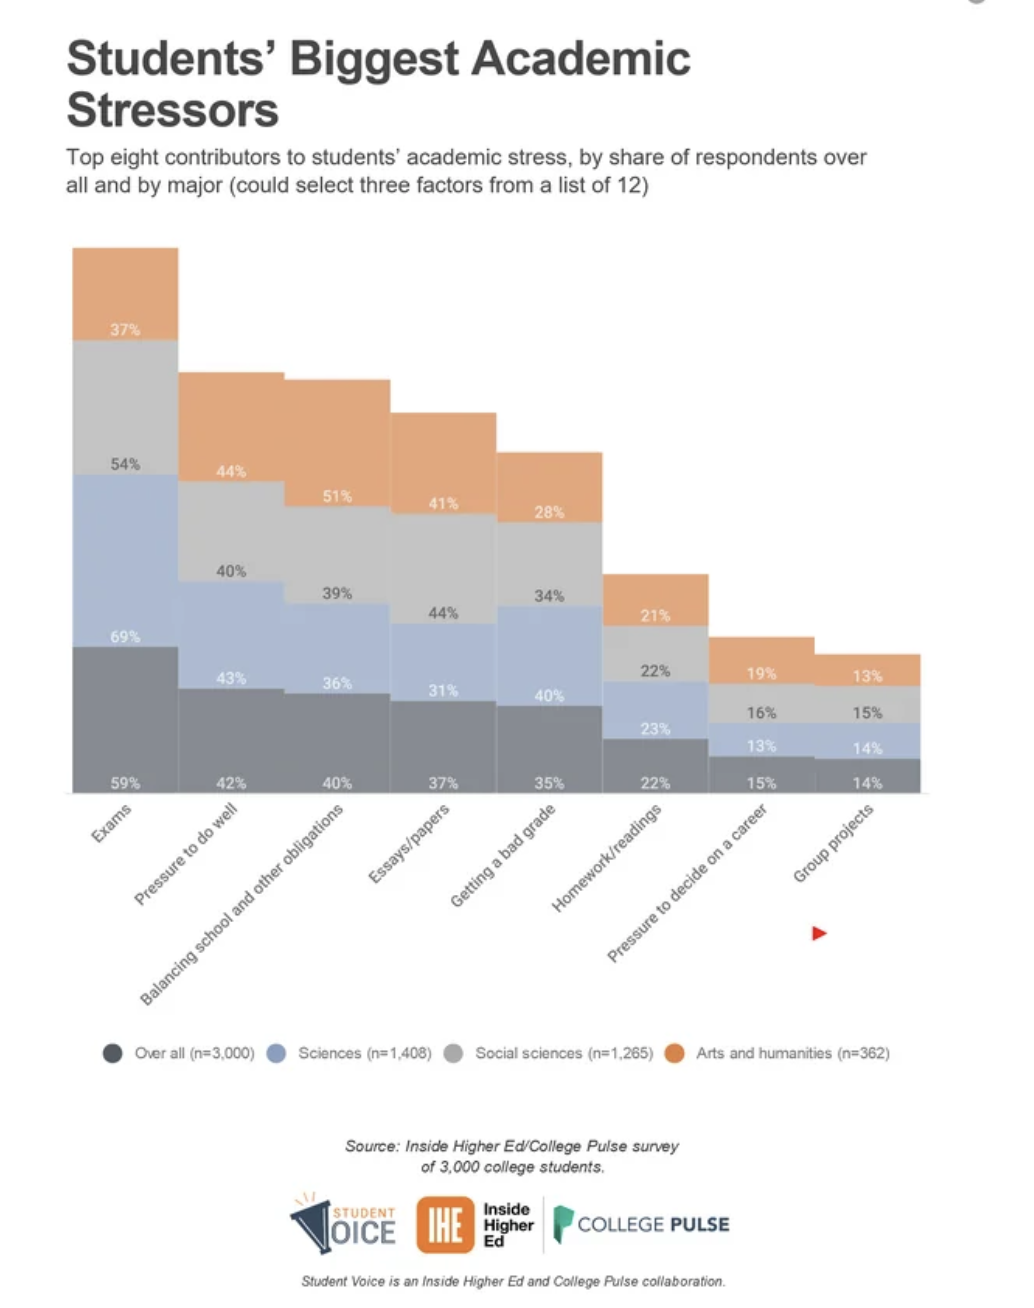 Students’ Biggest Academic
Stressors
Top eight contributors to students’ academic stress, by share of respondents over
all and by major (could select three factors from a list of 12)
37%
54%
69%
59%
44%
40%
43%
42%
51%
39%
36%
40%
41%
44%
31%
37%
28%
34%
40%
35%
21%
22%
23%
22%
19%
16%
13%
15%
13%
15%
14%
14%
Exams
Pressure to do well
Balancing school and other obligations
Essays/papers
Getting a bad grade
Homework/readings
Pressure to decide on a career
Group projects
Over all (n=3,000)
Sciences (n=1,408)
Social sciences (n=1,265)
Arts and humanities (n=362)
Source: Inside Higher Ed/College Pulse survey
of 3,000 college students.
STUDENT
VOICE
IHE
Inside
Higher
Ed
COLLEGE PULSE
Student Voice is an Inside Higher Ed and College Pulse collaboration.